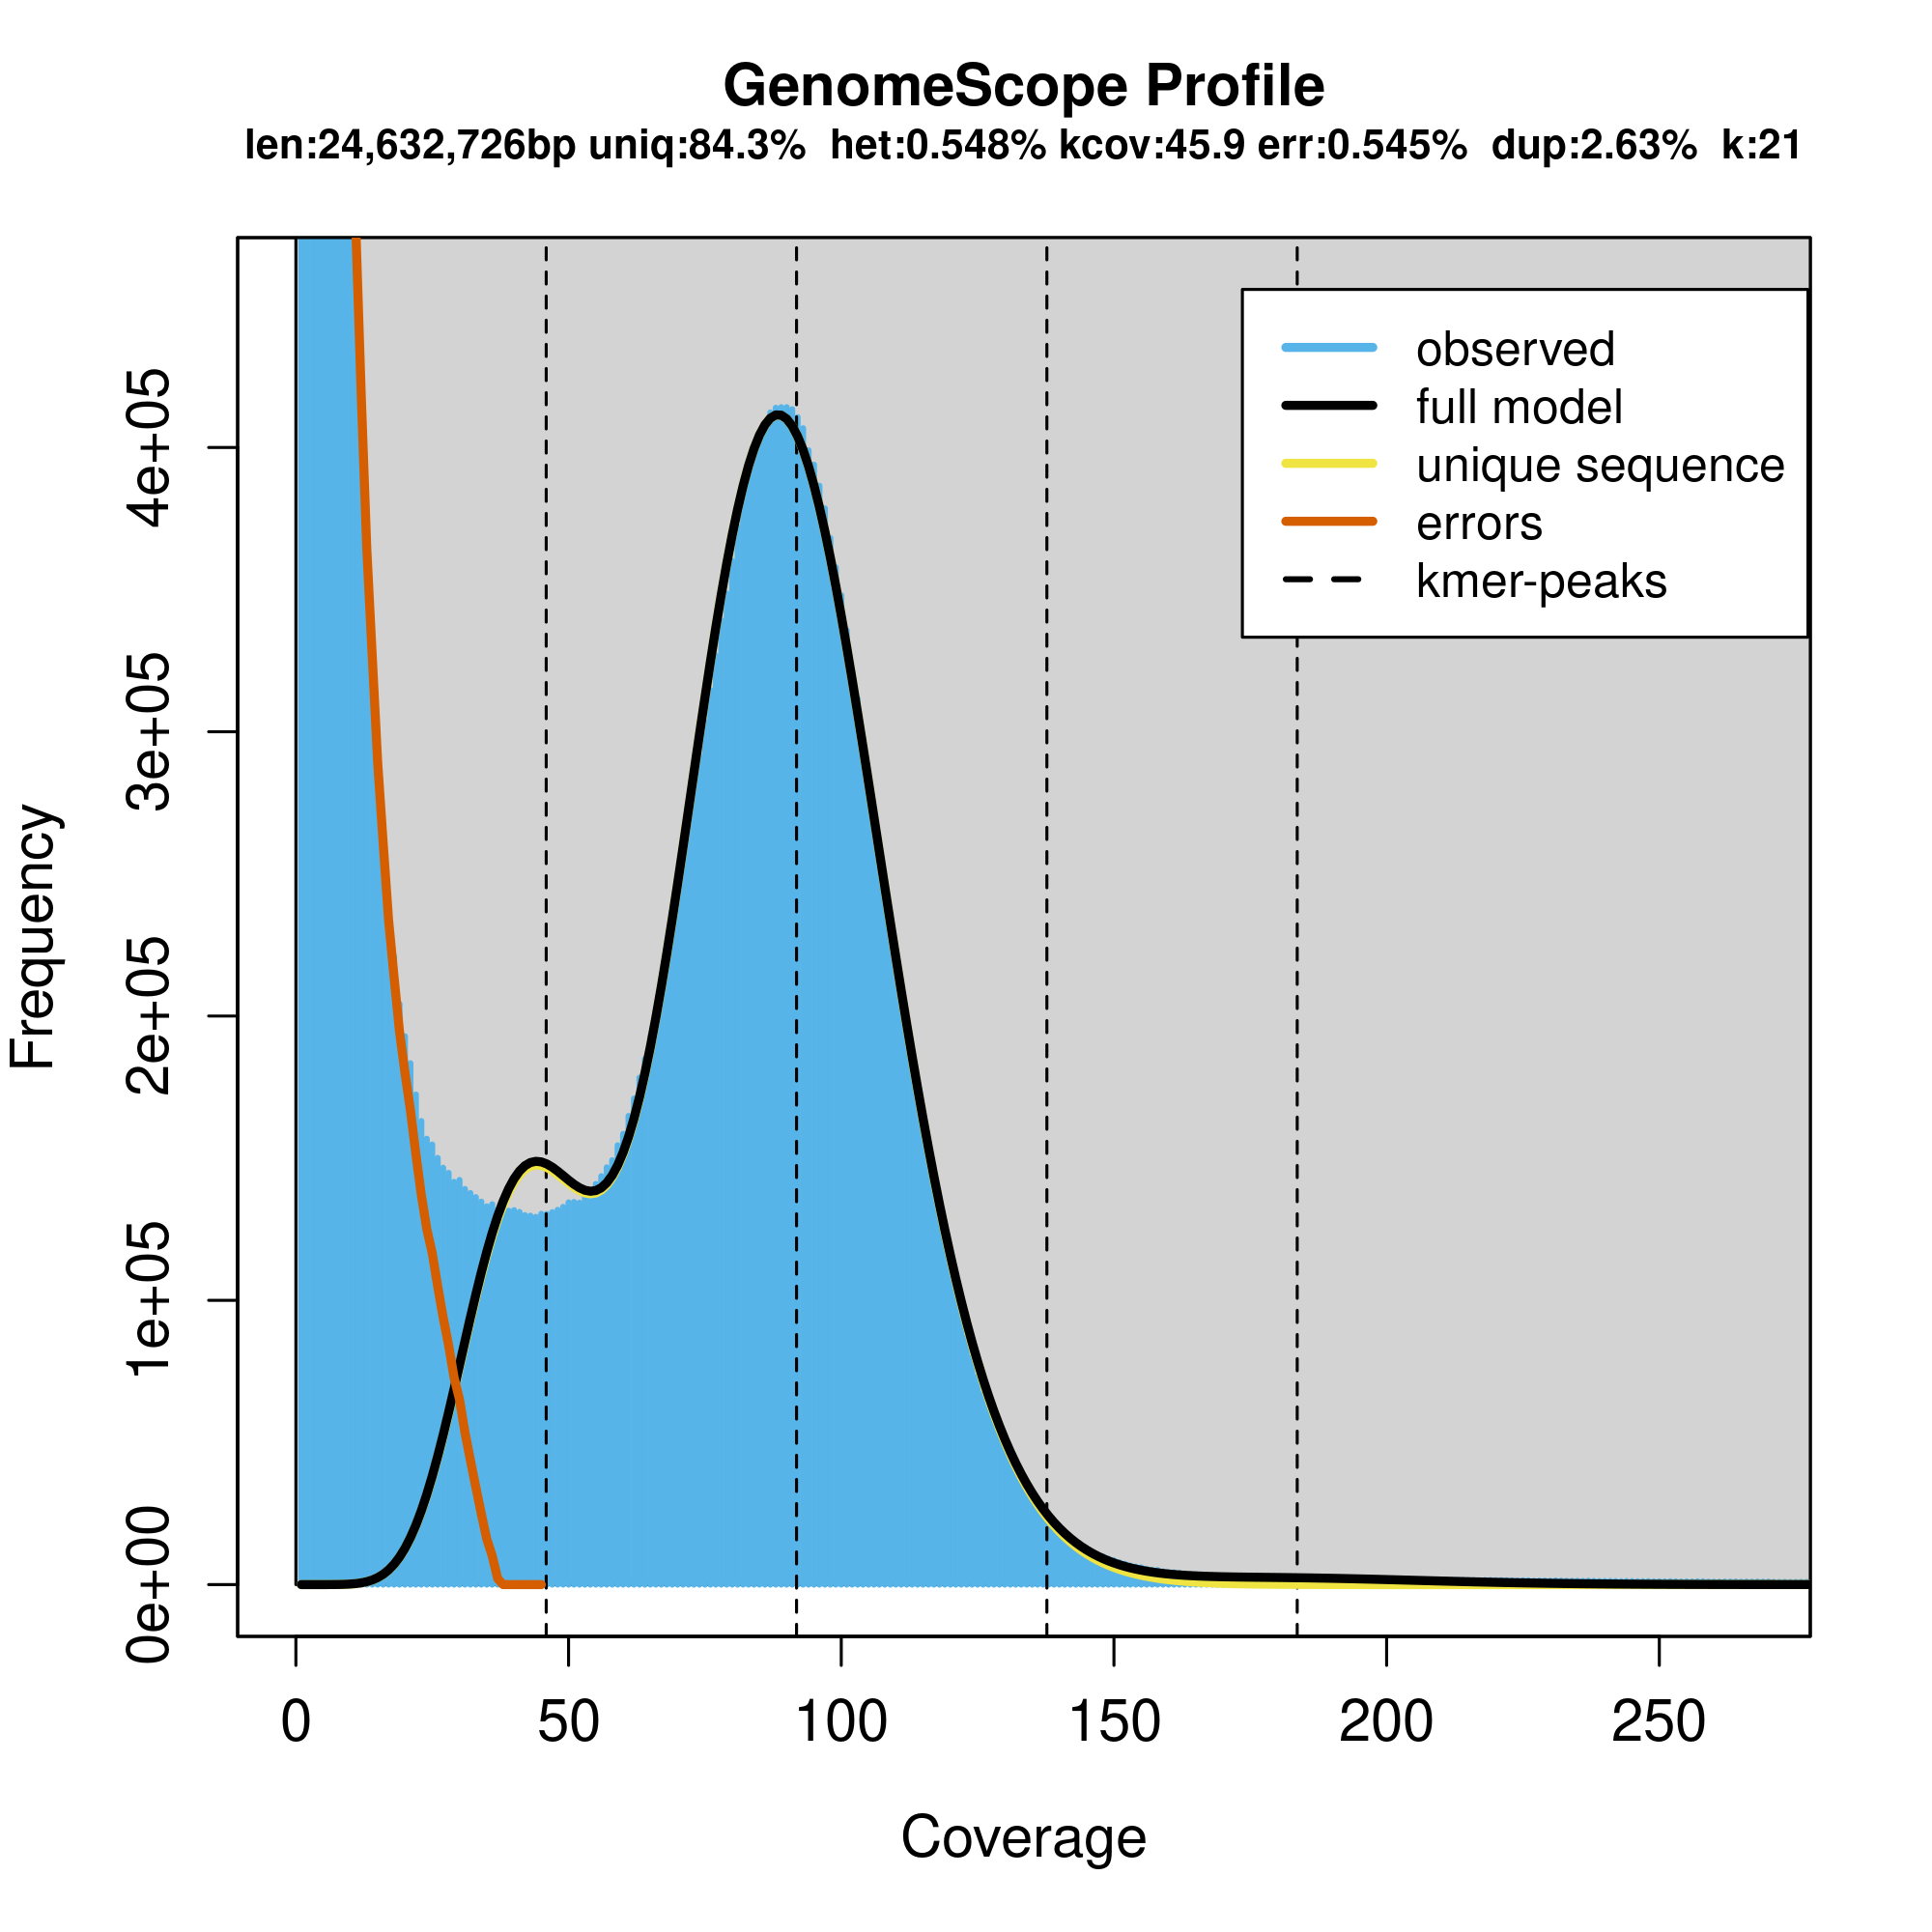 GenomeScope Profile
len:24,632,726bp uniq:84.3%  het:0.548% kcov:45.9 err:0.545%  dup:2.63%  k:21
observed
full model
unique sequence
errors
kmer-peaks
Frequency
4e+05
3e+05
2e+05
1e+05
0e+00
0 50 100 150 200 250
Coverage